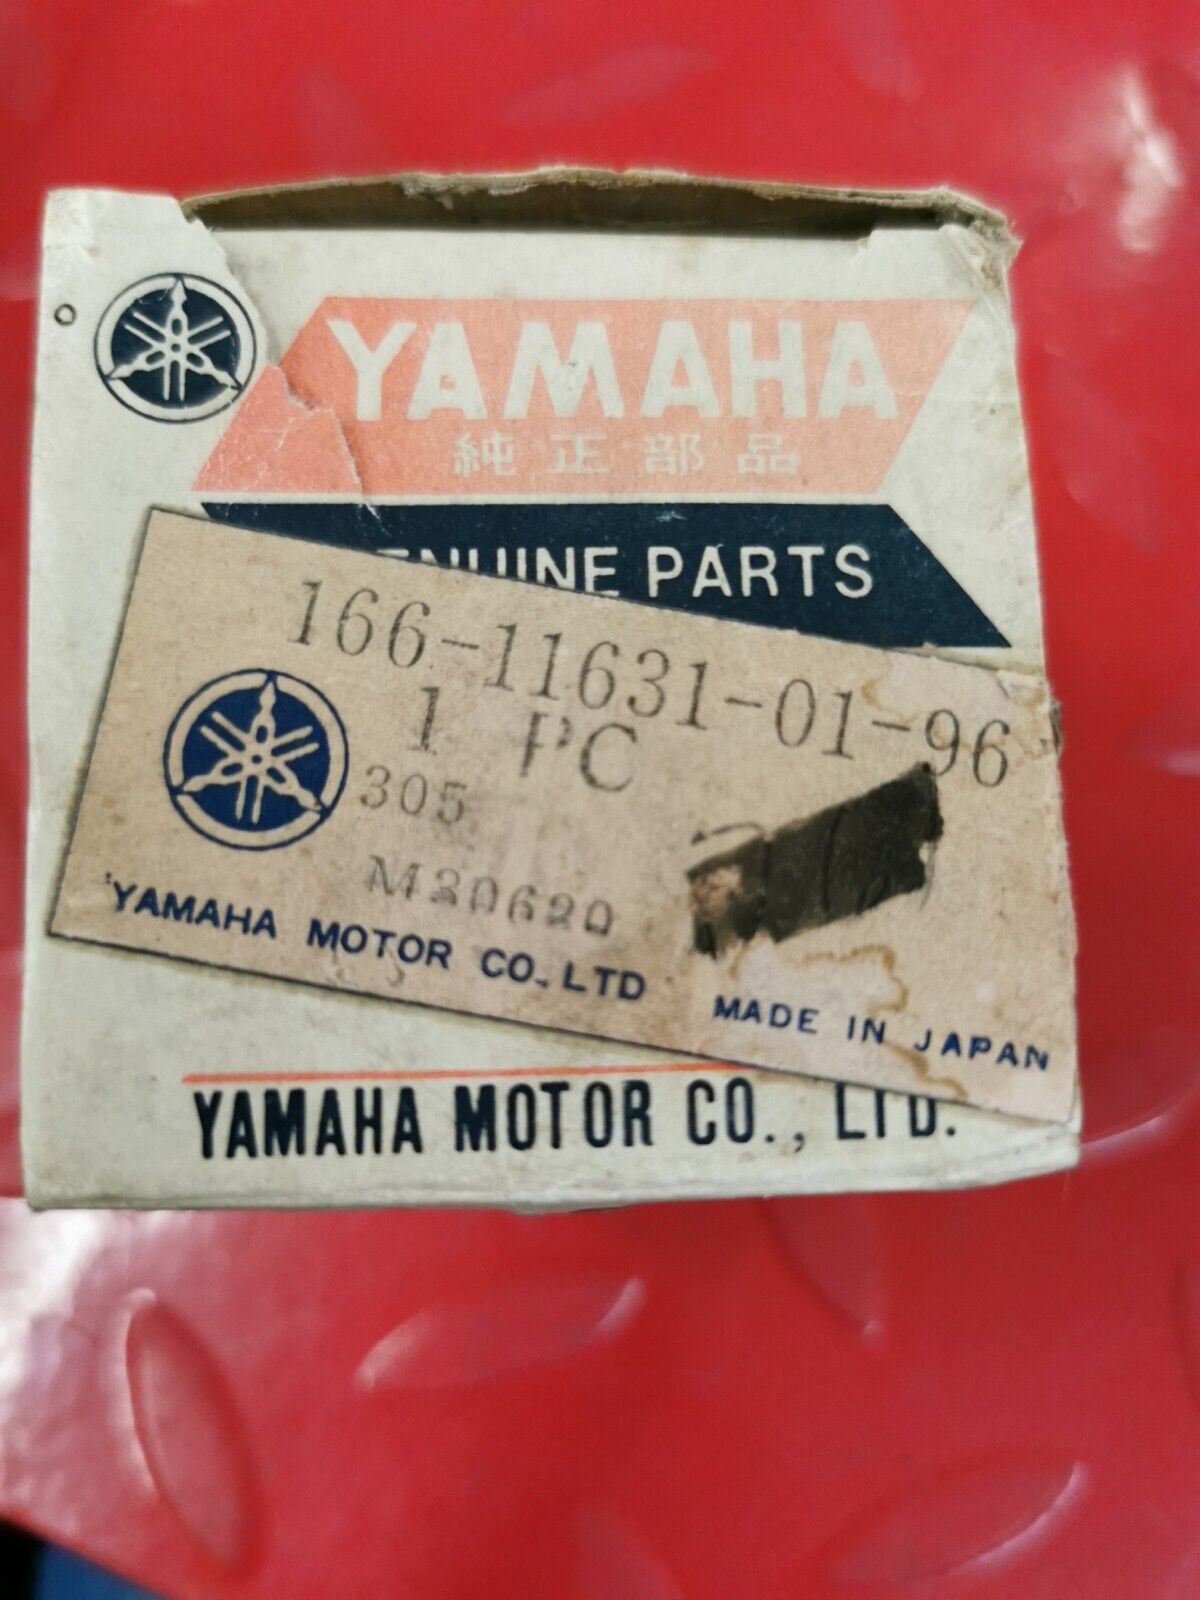 YAMAHA
純正部品
ENUINE PARTS
166-11631-01-96
1 PC
305
M20620
YAMAHA MOTOR CO., LTD MADE IN JAPAN
YAMAHA MOTOR CO., LTD.